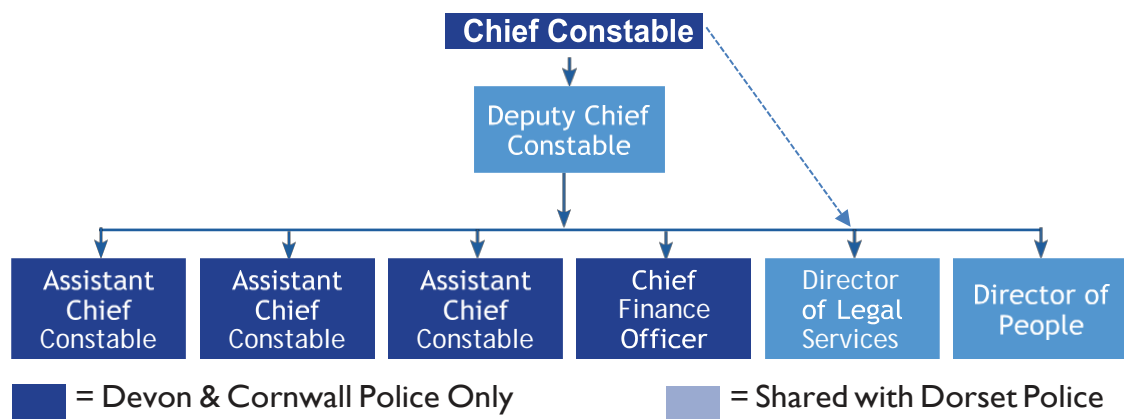 Chief Constable
Deputy Chief
Constable
Assistant
Chief
Constable
Assistant
Chief
Constable
Assistant
Chief
Constable
Chief
Finance
Officer
Director
of Legal
Services
Director of
People
= Devon & Cornwall Police Only
= Shared with Dorset Police